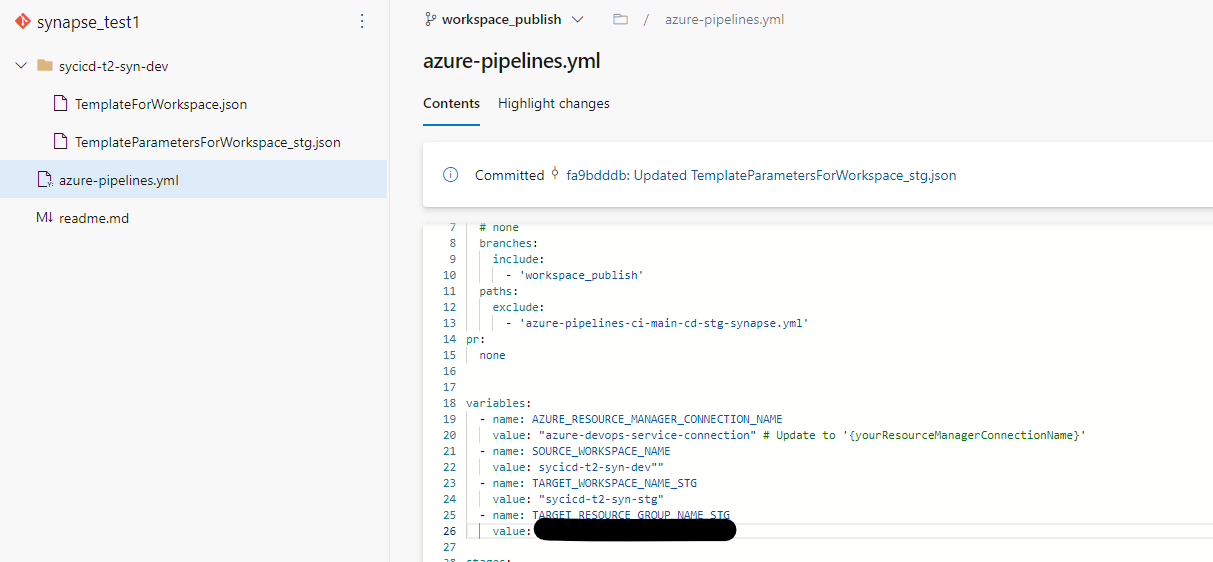 synapse_test1
sycicd-t2-syn-dev
TemplateForWorkspace.json
TemplateParametersForWorkspace_stg.json
azure-pipelines.yml
M↓ readme.md
workspace_publish / azure-pipelines.yml
azure-pipelines.yml
Contents Highlight changes
Committed fa9bdddb: Updated TemplateParametersForWorkspace_stg.json
7 # none
8 branches:
9 include:
10 - 'workspace_publish'
11 paths:
12 exclude:
13 - 'azure-pipelines-ci-main-cd-stg-synapse.yml'
14 pr:
15 none
16
17
18 variables:
19 - name: AZURE_RESOURCE_MANAGER_CONNECTION_NAME
20 value: "azure-devops-service-connection" # Update to '{yourResourceManagerConnectionName}'
21 - name: SOURCE_WORKSPACE_NAME
22 value: sycicd-t2-syn-dev""
23 - name: TARGET_WORKSPACE_NAME_STG
24 value: "sycicd-t2-syn-stg"
25 - name: TARGET_RESOURCE_GROUP_NAME_STG
26 value:
27
28 stages: